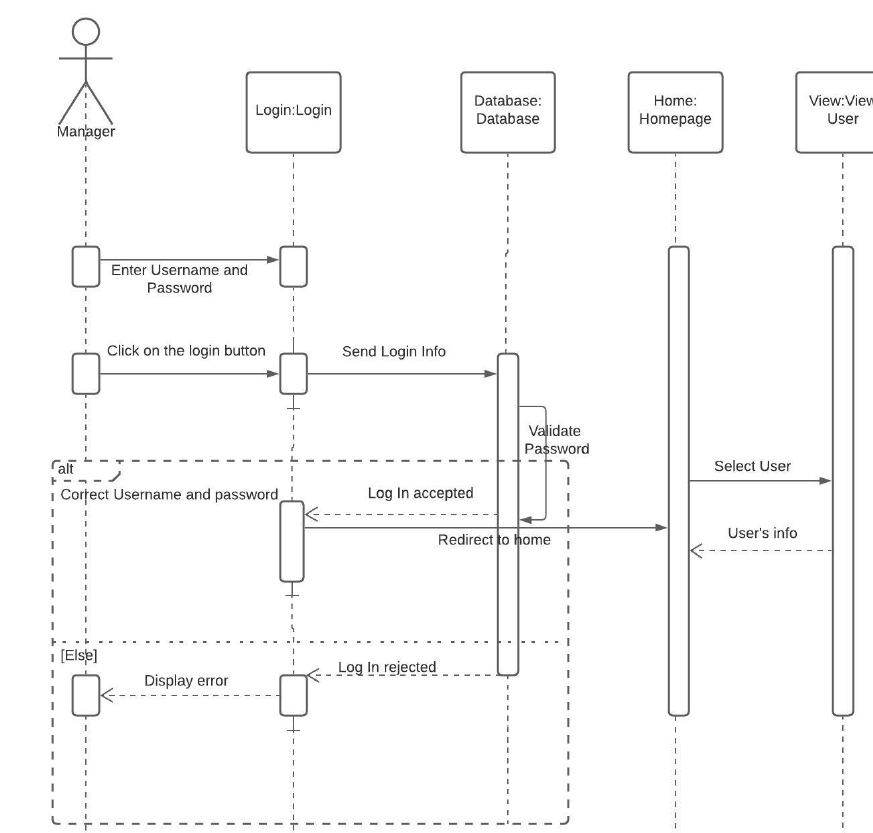 Manager
Login:Login
Database:
Database
Home:
Homepage
View:View
User
Enter Username and
Password
Click on the login button
Send Login Info
Validate
Password
alt
Correct Username and password
Log In accepted
Redirect to home
Select User
User's info
[Else]
Log In rejected
Display error